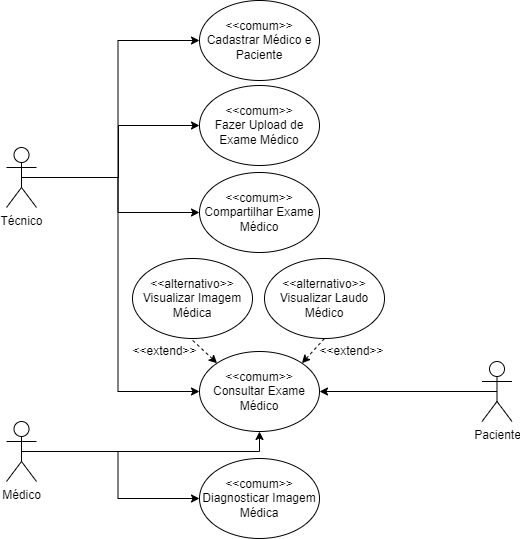 <<comum>>
Cadastrar Médico e
Paciente
<<comum>>
Fazer Upload de
Exame Médico
<<comum>>
Compartilhar Exame
Médico
Técnico
<<alternativo>>
Visualizar Imagem
Médica
<<alternativo>>
Visualizar Laudo
Médico
<<extend>>
<<extend>>
<<comum>>
Consultar Exame
Médico
Paciente
Médico
<<comum>>
Diagnosticar Imagem
Médica